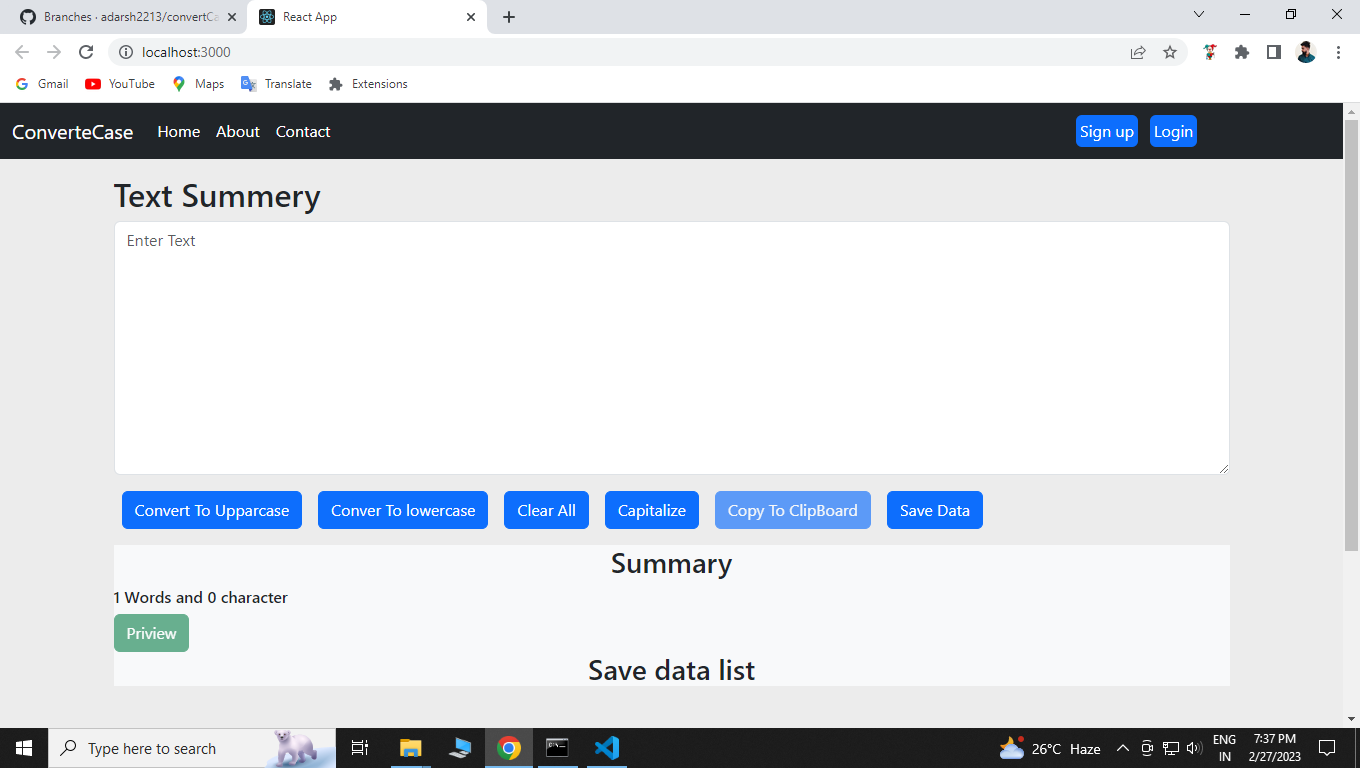 Branches · adarsh2213/convertCa
React App
localhost:3000
Gmail
YouTube
Maps
Translate
Extensions
ConverteCase
Home
About
Contact
Sign up
Login
Text Summery
Enter Text
Convert To Upparcase
Conver To lowercase
Clear All
Capitalize
Copy To ClipBoard
Save Data
Summary
1 Words and 0 character
Priview
Save data list
Type here to search
26°C Haze
ENG
IN
7:37 PM
2/27/2023